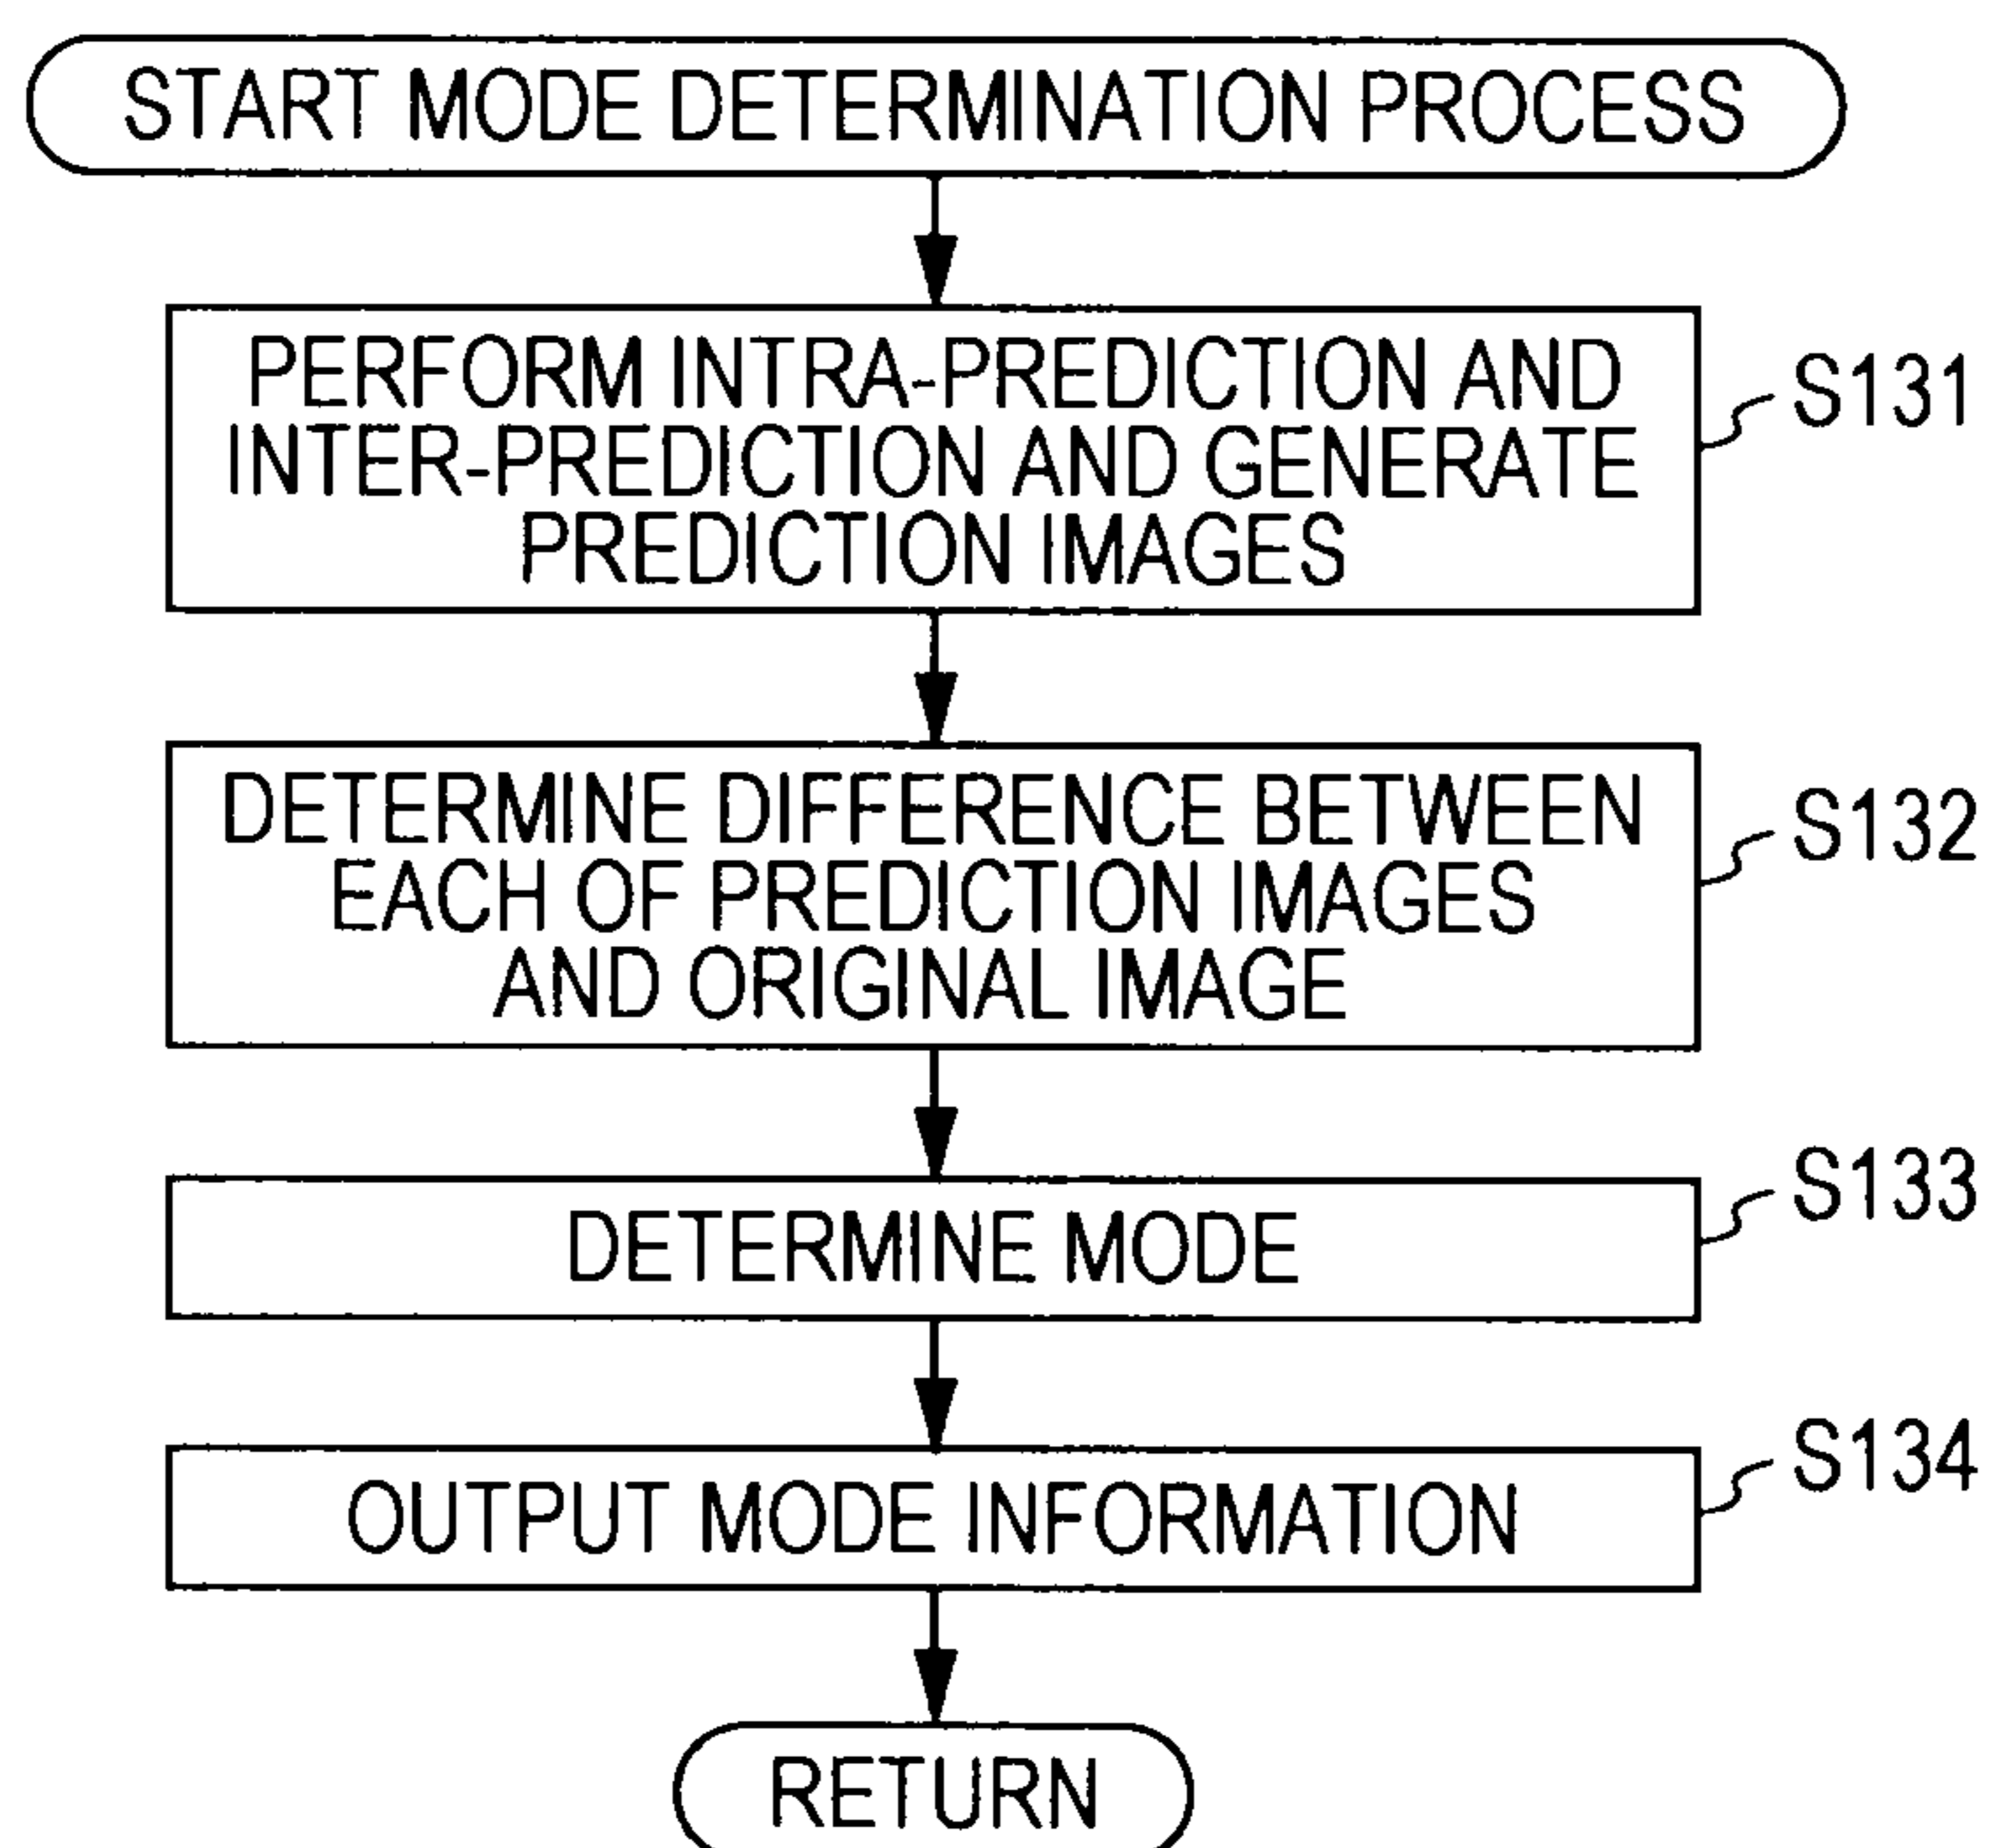 START MODE DETERMINATION PROCESS
PERFORM INTRA-PREDICTION AND
INTER-PREDICTION AND GENERATE
PREDICTION IMAGES
S131
DETERMINE DIFFERENCE BETWEEN
EACH OF PREDICTION IMAGES
AND ORIGINAL IMAGE
S132
DETERMINE MODE
S133
OUTPUT MODE INFORMATION
S134
RETURN